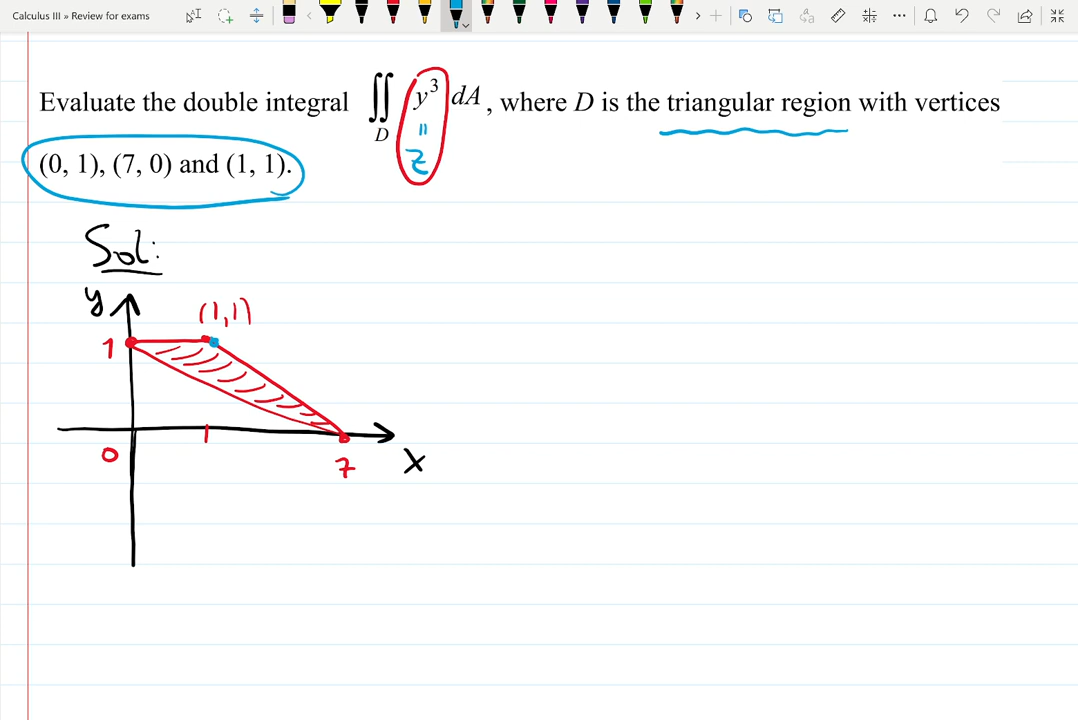 Calculus III » Review for exams
Evaluate the double integral ∬_D y³ dA , where D is the triangular region with vertices
"
z
(0, 1), (7, 0) and (1, 1).
Sol:
y
(1,1)
1
0
1
7
x